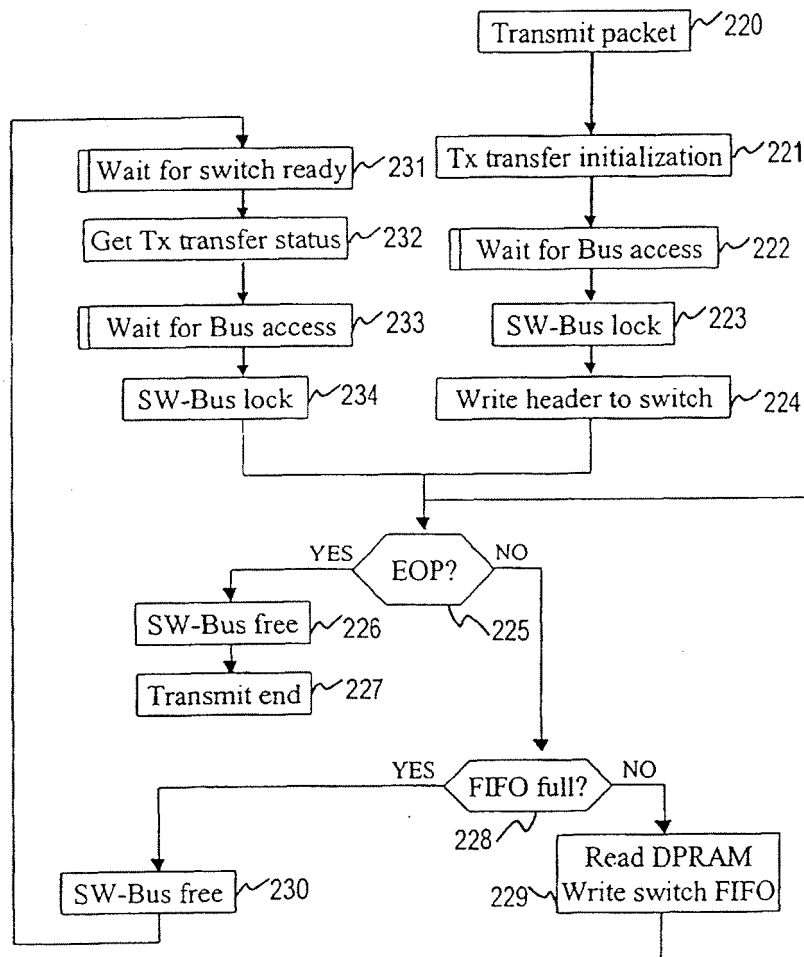 Transmit packet 220
Wait for switch ready 231
Tx transfer initialization 221
Get Tx transfer status 232
Wait for Bus access 222
Wait for Bus access 233
SW-Bus lock 223
SW-Bus lock 234
Write header to switch 224
YES
EOP?
NO
225
SW-Bus free 226
Transmit end 227
YES
FIFO full?
NO
228
Read DPRAM
Write switch FIFO
229
SW-Bus free 230